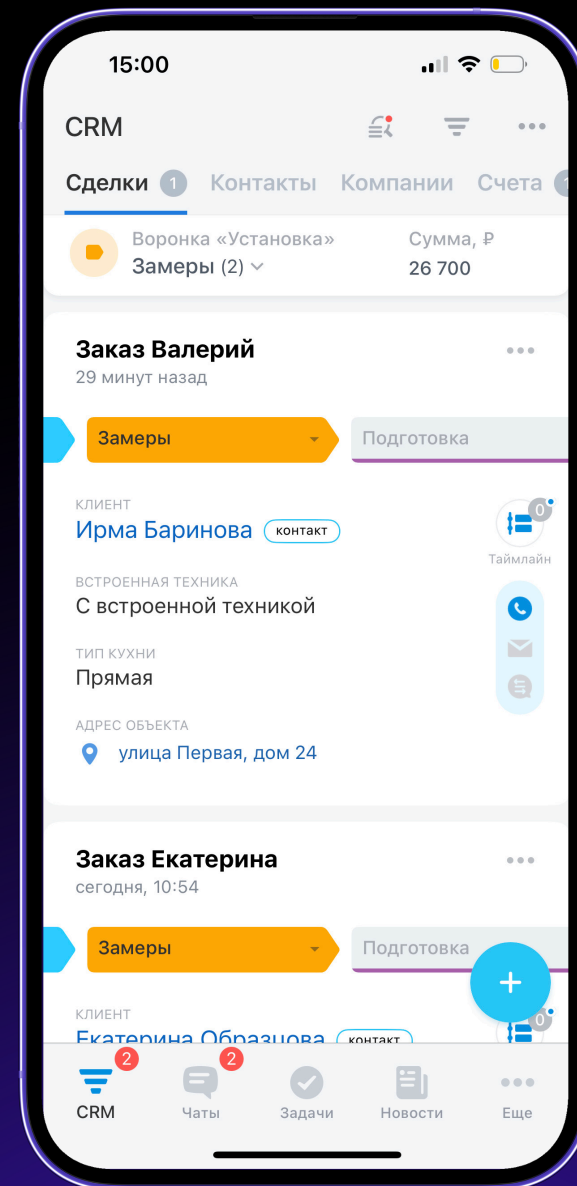 15:00
CRM
Сделки 1 Контакты Компании Счета 1
Воронка «Установка» Сумма, ₽
Замеры (2) 26 700
Заказ Валерий
29 минут назад
Замеры Подготовка
КЛИЕНТ
Ирма Баринова контакт
0
Таймлайн
ВСТРОЕННАЯ ТЕХНИКА
С встроенной техникой
ТИП КУХНИ
Прямая
АДРЕС ОБЪЕКТА
улица Первая, дом 24
Заказ Екатерина
сегодня, 10:54
Замеры Подготовка
КЛИЕНТ
Екатерина Образцова контакт
0
2 2
CRM Чаты Задачи Новости Еще